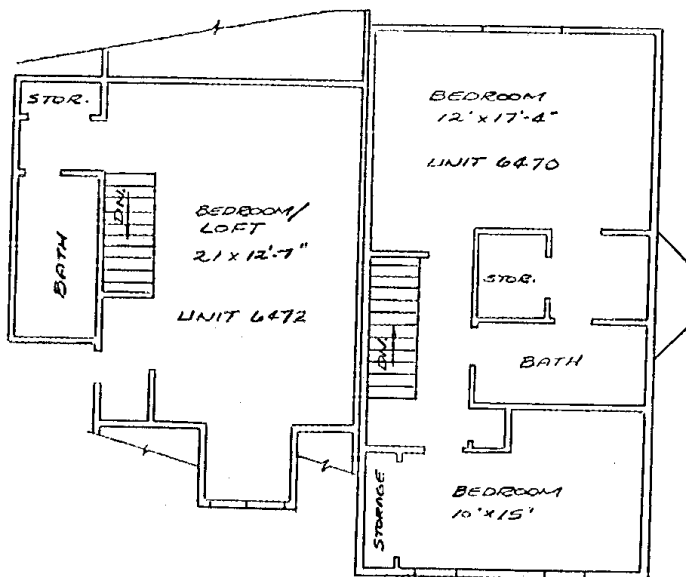 STOR.
DN.
BATH
BEDROOM/
LOFT
21 x 12'-7"
UNIT 6472
BEDROOM
12' x 17'-4"
UNIT 6470
STOR.
DN.
BATH
STORAGE
BEDROOM
10' x 15'